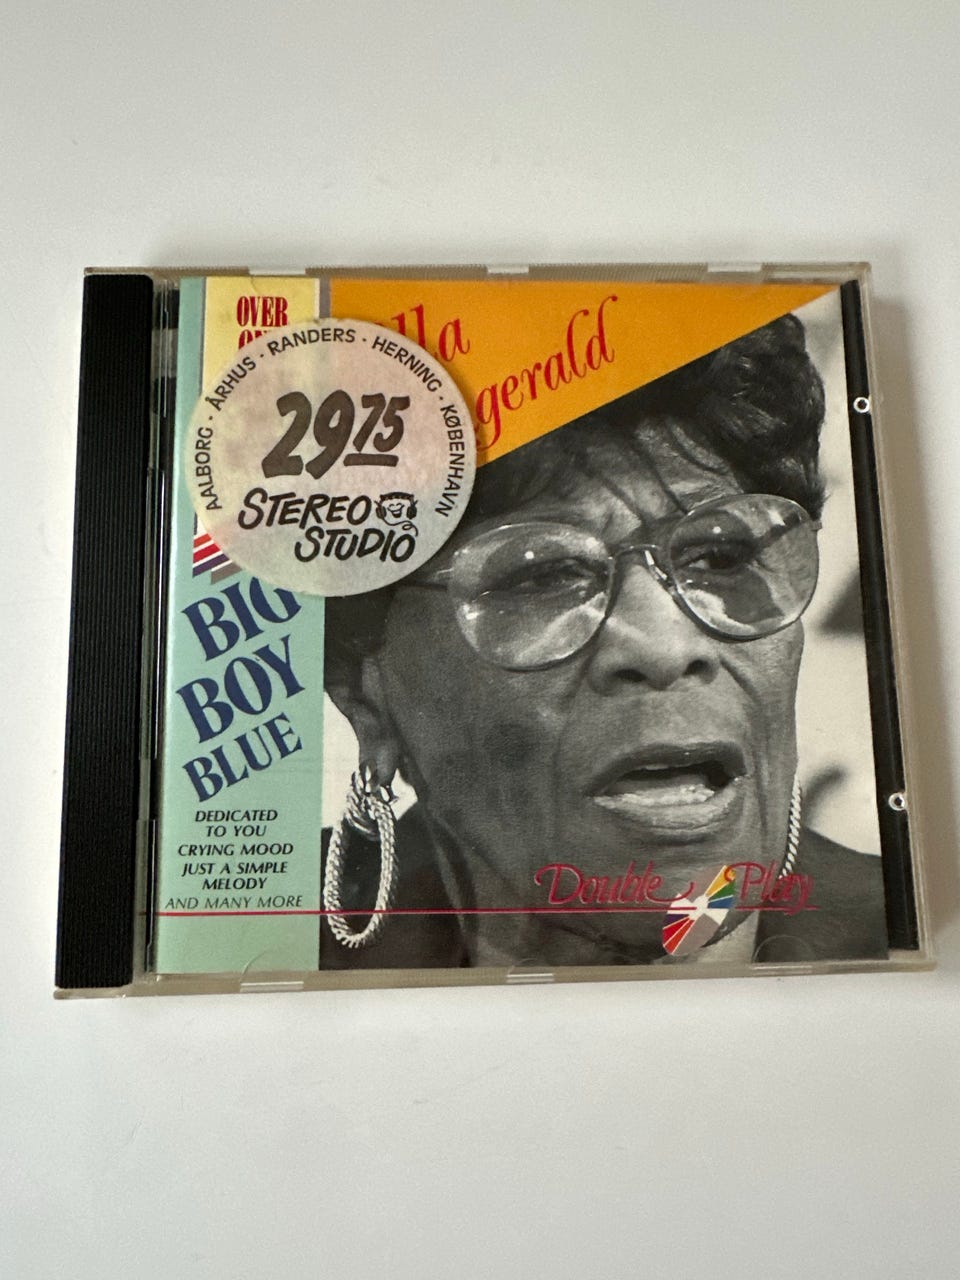 OVER
lla
gerald
AALBORG · ÅRHUS · RANDERS · HERNING · KØBENHAVN
29 75
STEREO
STUDIO
BIG
BOY
BLUE
DEDICATED
TO YOU
CRYING MOOD
JUST A SIMPLE
MELODY
AND MANY MORE
Double Play